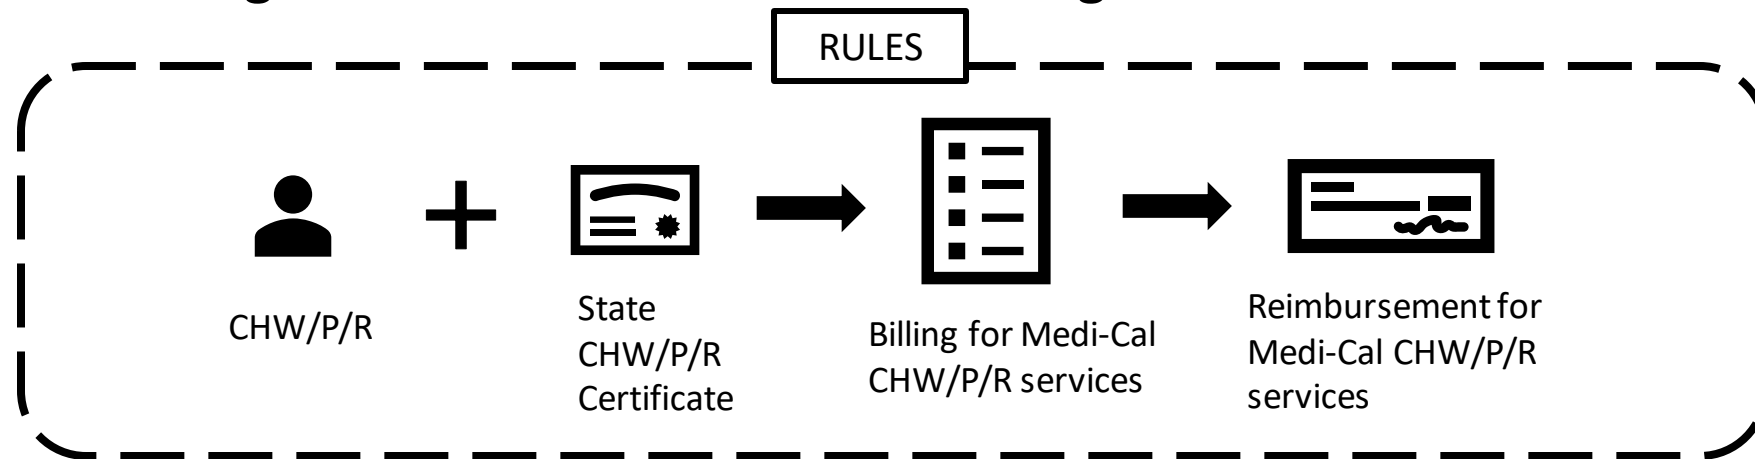 RULES
CHW/P/R
State
CHW/P/R
Certificate
Billing for Medi-Cal
CHW/P/R services
Reimbursement for
Medi-Cal CHW/P/R
services